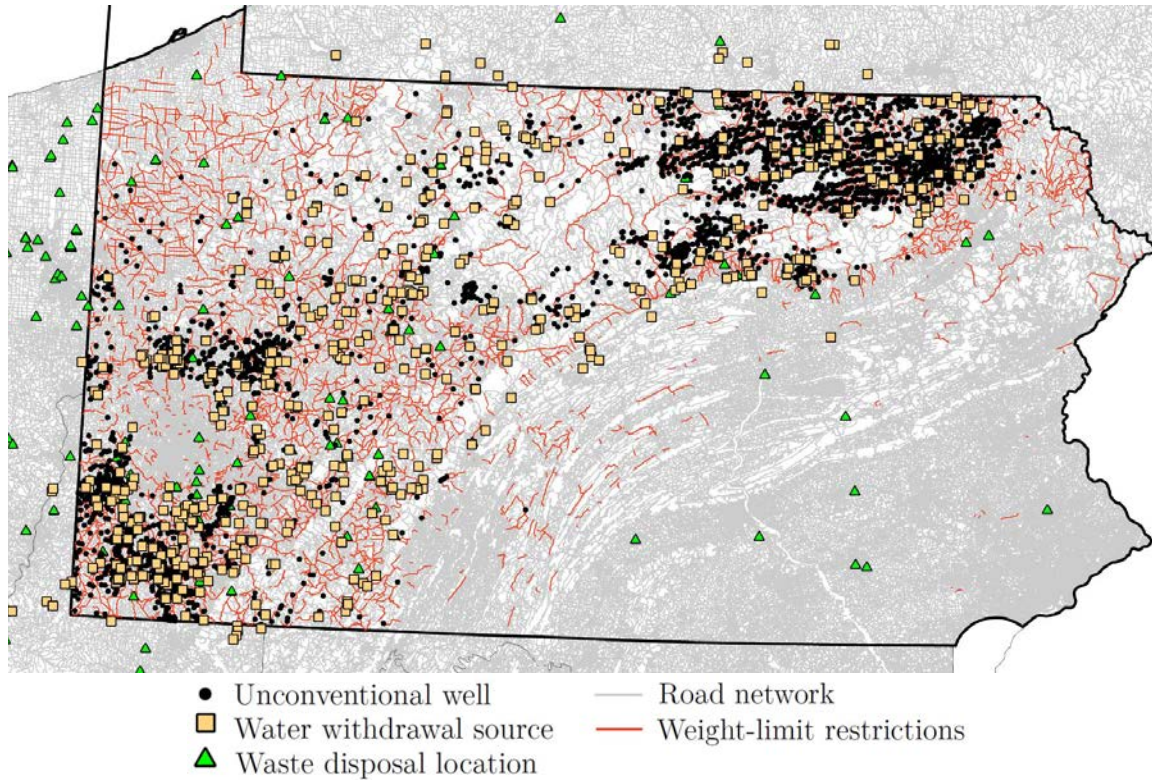 Unconventional well
Water withdrawal source
Waste disposal location
Road network
Weight-limit restrictions